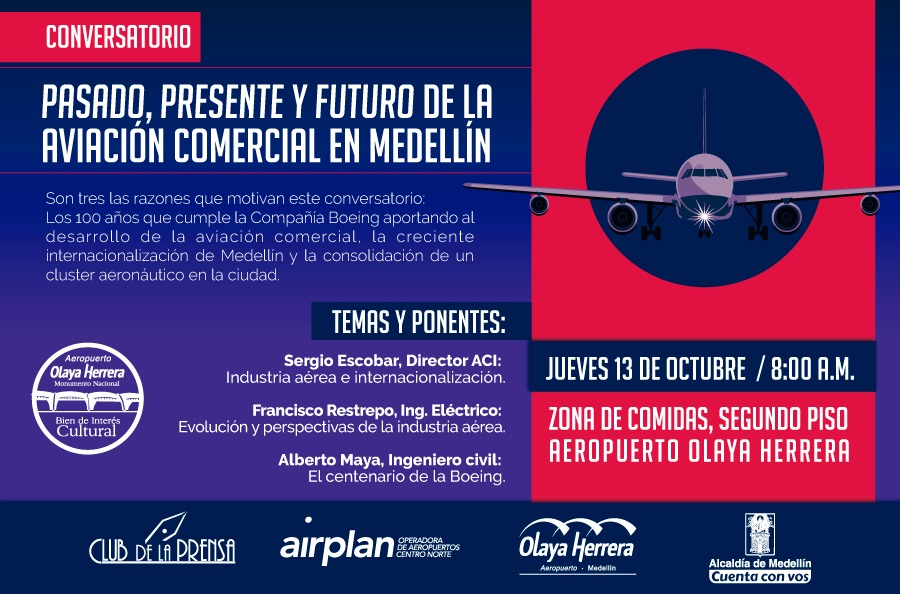 CONVERSATORIO
PASADO, PRESENTE Y FUTURO DE LA
AVIACIÓN COMERCIAL EN MEDELLÍN
Son tres las razones que motivan este conversatorio:
Los 100 años que cumple la Compañía Boeing aportando al
desarrollo de la aviación comercial, la creciente
internacionalización de Medellín y la consolidación de un
cluster aeronáutico en la ciudad.
TEMAS Y PONENTES:
Sergio Escobar, Director ACI:
Industria aérea e internacionalización.
Francisco Restrepo, Ing. Eléctrico:
Evolución y perspectivas de la industria aérea.
Alberto Maya, Ingeniero civil:
El centenario de la Boeing.
Aeropuerto
Olaya Herrera
Monumento Nacional
Bien de Interés
Cultural
JUEVES 13 DE OCTUBRE / 8:00 A.M.
ZONA DE COMIDAS, SEGUNDO PISO
AEROPUERTO OLAYA HERRERA
CLUB DE LA PRENSA
airplan
OPERADORA
DE AEROPUERTOS
CENTRO NORTE
Olaya Herrera
Aeropuerto · Medellín
Alcaldía de Medellín
Cuenta con vos